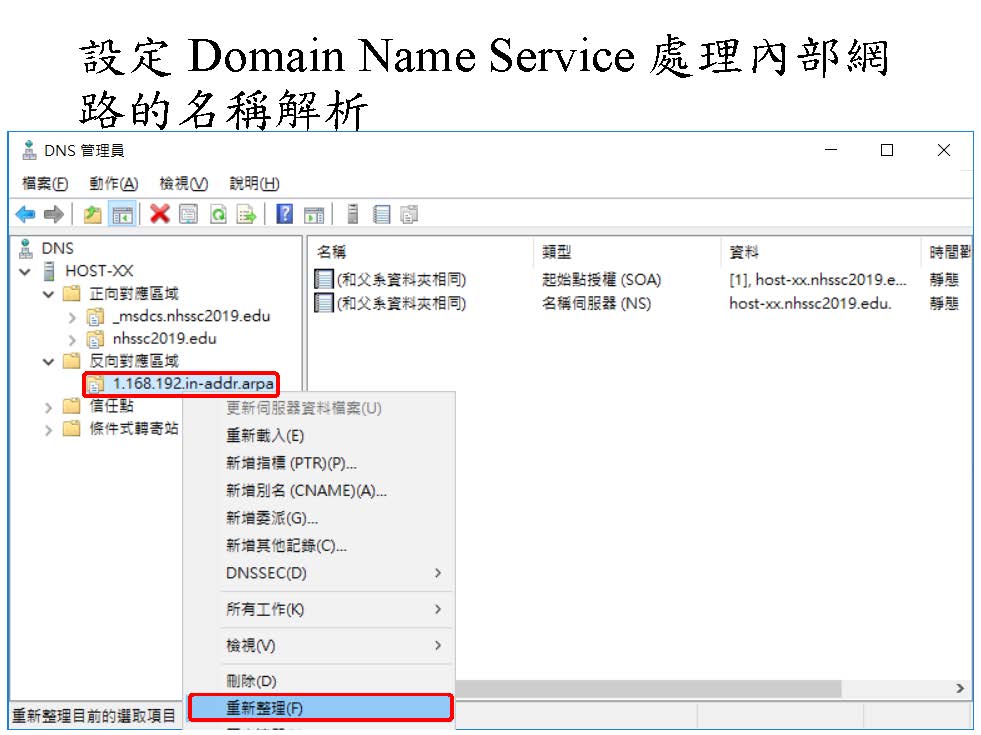 設定 Domain Name Service 處理內部網
路的名稱解析
DNS 管理員
檔案(F) 動作(A) 檢視(V) 說明(H)
DNS
HOST-XX
正向對應區域
_msdcs.nhssc2019.edu
nhssc2019.edu
反向對應區域
1.168.192.in-addr.arpa
信任點
條件式轉寄站
名稱 類型 資料 時間戳
(和父系資料夾相同) 起始點授權 (SOA) [1], host-xx.nhssc2019.e... 靜態
(和父系資料夾相同) 名稱伺服器 (NS) host-xx.nhssc2019.edu. 靜態
更新伺服器資料檔案(U)
重新載入(E)
新增指標 (PTR)(P)...
新增別名 (CNAME)(A)...
新增委派(G)...
新增其他記錄(C)...
DNSSEC(D)
所有工作(K)
檢視(V)
刪除(D)
重新整理(F)
重新整理目前的選取項目